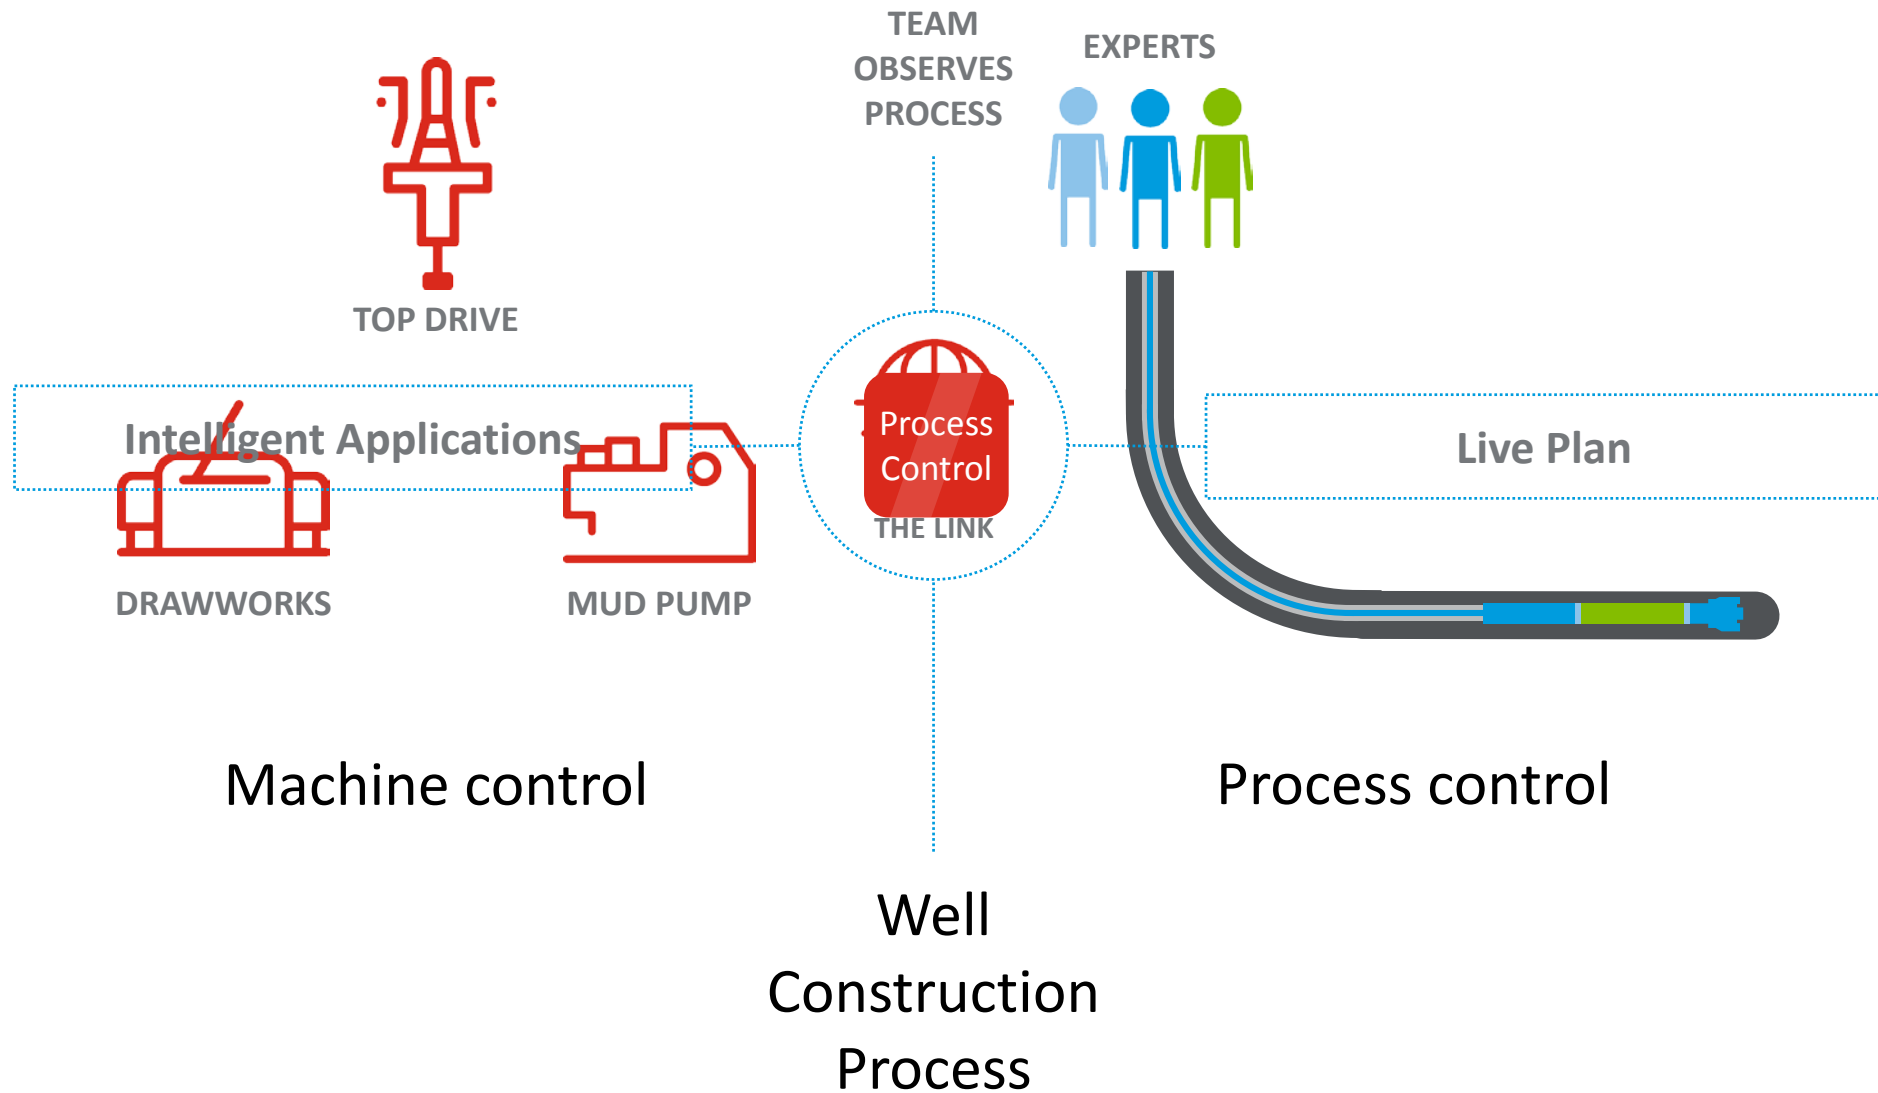 TEAM
OBSERVES
PROCESS
EXPERTS
TOP DRIVE
Intelligent Applications
Process
Control
THE LINK
Live Plan
DRAWWORKS
MUD PUMP
Machine control
Process control
Well
Construction
Process